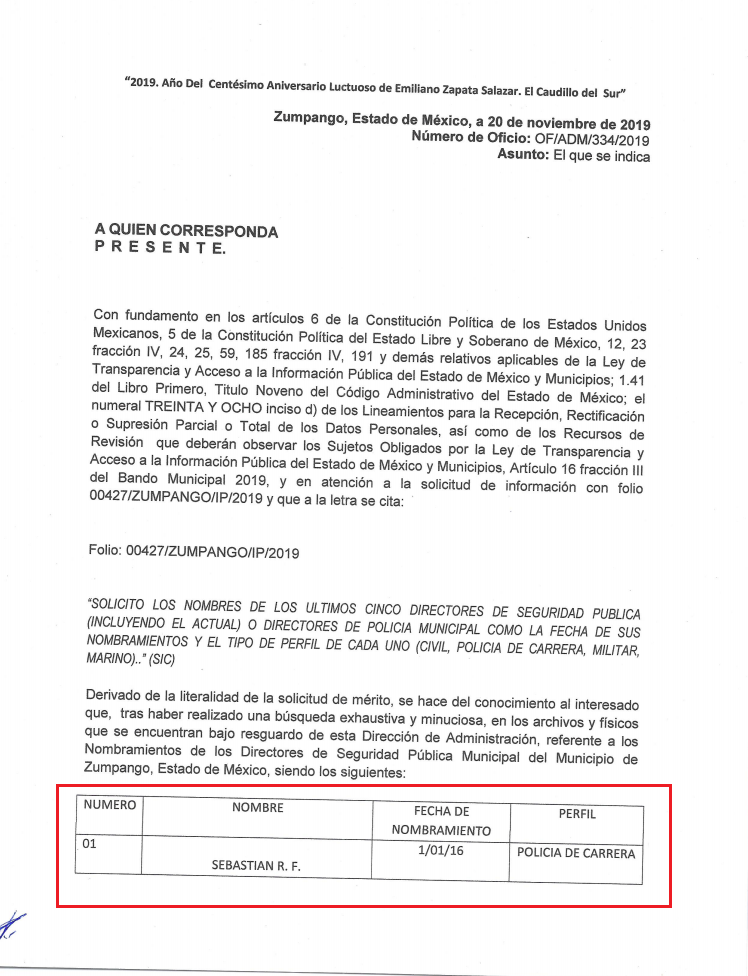 "2019. Año Del Centésimo Aniversario Luctuoso de Emiliano Zapata Salazar. El Caudillo del Sur"
Zumpango, Estado de México, a 20 de noviembre de 2019
Número de Oficio: OF/ADM/334/2019
Asunto: El que se indica
A QUIEN CORRESPONDA
P R E S E N T E.
Con fundamento en los artículos 6 de la Constitución Política de los Estados Unidos
Mexicanos, 5 de la Constitución Política del Estado Libre y Soberano de México, 12, 23
fracción IV, 24, 25, 59, 185 fracción IV, 191 y demás relativos aplicables de la Ley de
Transparencia y Acceso a la Información Pública del Estado de México y Municipios; 1.41
del Libro Primero, Titulo Noveno del Código Administrativo del Estado de México; el
numeral TREINTA Y OCHO inciso d) de los Lineamientos para la Recepción, Rectificación
o Supresión Parcial o Total de los Datos Personales, así como de los Recursos de
Revisión que deberán observar los Sujetos Obligados por la Ley de Transparencia y
Acceso a la Información Pública del Estado de México y Municipios, Artículo 16 fracción III
del Bando Municipal 2019, y en atención a la solicitud de información con folio
00427/ZUMPANGO/IP/2019 y que a la letra se cita:
Folio: 00427/ZUMPANGO/IP/2019
"SOLICITO LOS NOMBRES DE LOS ULTIMOS CINCO DIRECTORES DE SEGURIDAD PUBLICA
(INCLUYENDO EL ACTUAL) O DIRECTORES DE POLICIA MUNICIPAL COMO LA FECHA DE SUS
NOMBRAMIENTOS Y EL TIPO DE PERFIL DE CADA UNO (CIVIL, POLICIA DE CARRERA, MILITAR,
MARINO).." (SIC)
Derivado de la literalidad de la solicitud de mérito, se hace del conocimiento al interesado
que, tras haber realizado una búsqueda exhaustiva y minuciosa, en los archivos y físicos
que se encuentran bajo resguardo de esta Dirección de Administración, referente a los
Nombramientos de los Directores de Seguridad Pública Municipal del Municipio de
Zumpango, Estado de México, siendo los siguientes:
NUMERO NOMBRE FECHA DE NOMBRAMIENTO PERFIL
01 SEBASTIAN R. F. 1/01/16 POLICIA DE CARRERA